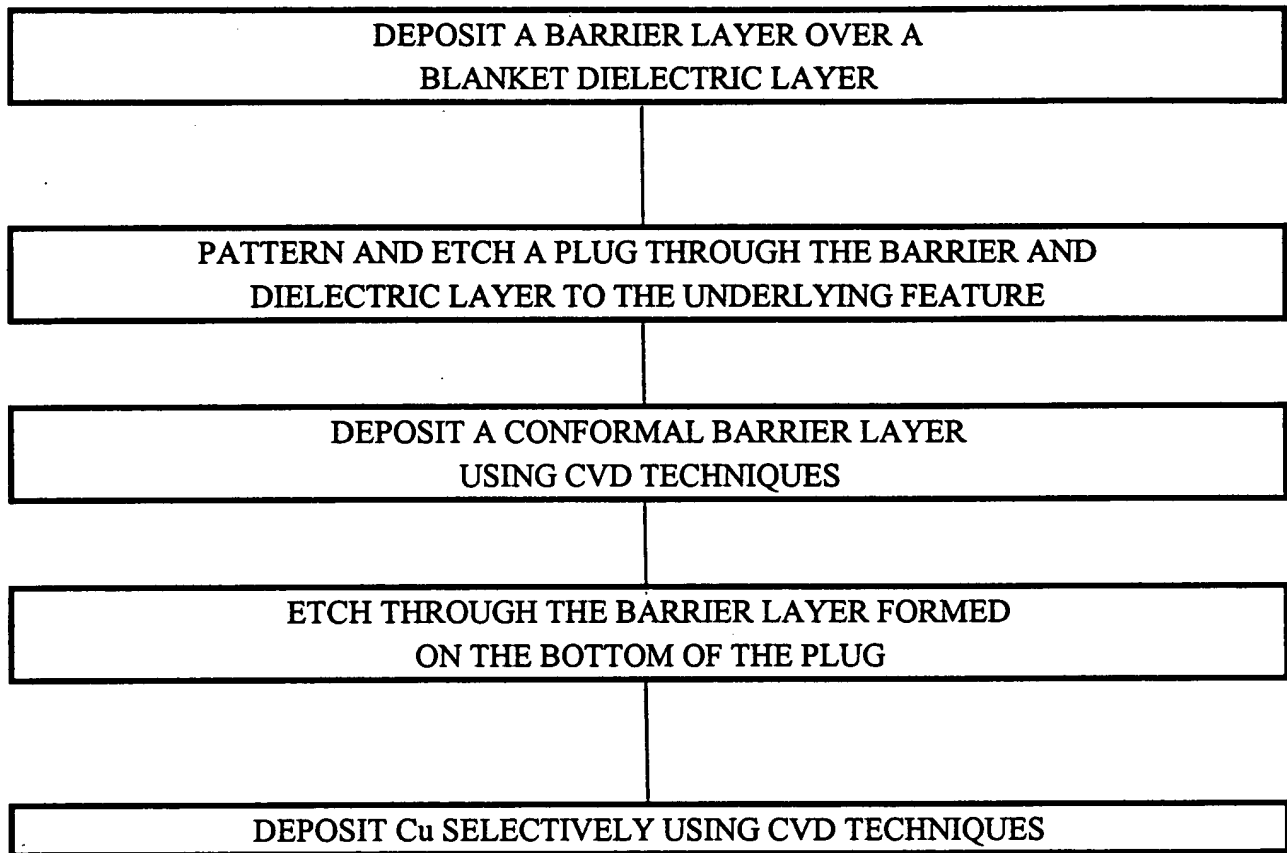 DEPOSIT A BARRIER LAYER OVER A
BLANKET DIELECTRIC LAYER
PATTERN AND ETCH A PLUG THROUGH THE BARRIER AND
DIELECTRIC LAYER TO THE UNDERLYING FEATURE
DEPOSIT A CONFORMAL BARRIER LAYER
USING CVD TECHNIQUES
ETCH THROUGH THE BARRIER LAYER FORMED
ON THE BOTTOM OF THE PLUG
DEPOSIT Cu SELECTIVELY USING CVD TECHNIQUES